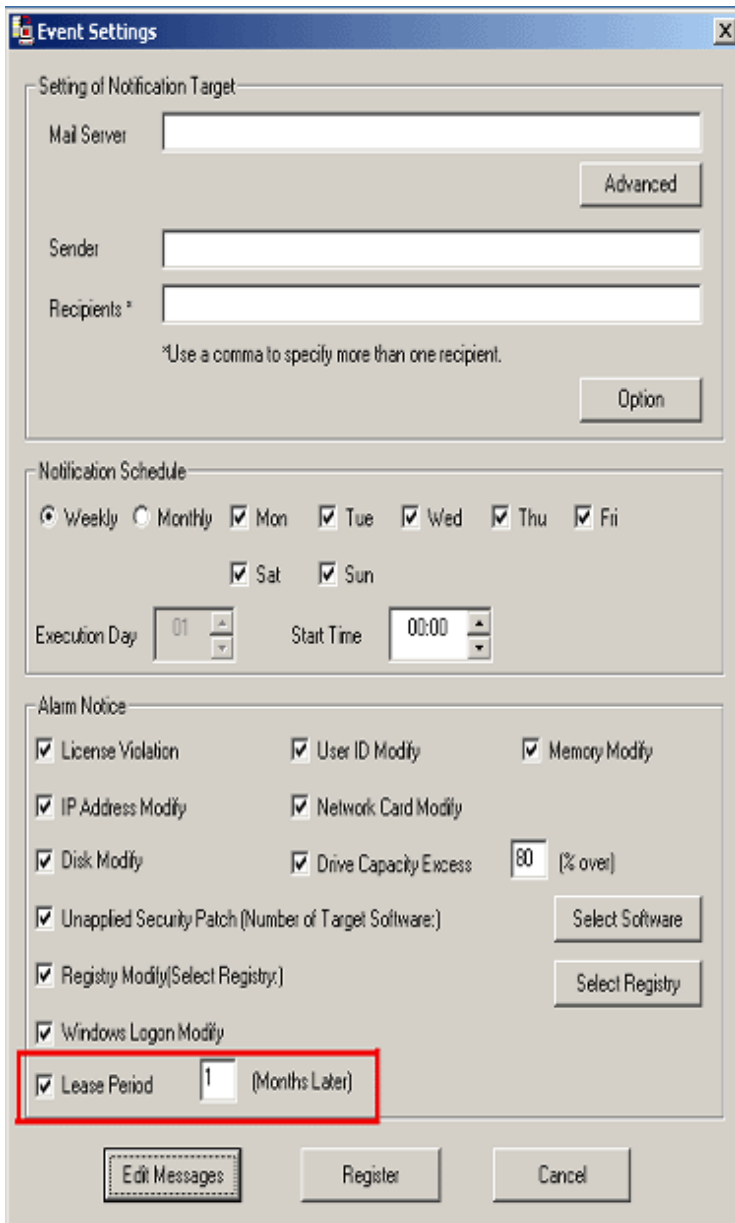 Event Settings
Setting of Notification Target
Mail Server
Advanced
Sender
Recipients *
*Use a comma to specify more than one recipient.
Option
Notification Schedule
Weekly Monthly Mon Tue Wed Thu Fri
Sat Sun
Execution Day 01 Start Time 00:00
Alarm Notice
License Violation User ID Modify Memory Modify
IP Address Modify Network Card Modify
Disk Modify Drive Capacity Excess 80 (% over)
Unapplied Security Patch (Number of Target Software:) Select Software
Registry Modify(Select Registry:) Select Registry
Windows Logon Modify
Lease Period 1 (Months Later)
Edit Messages Register Cancel